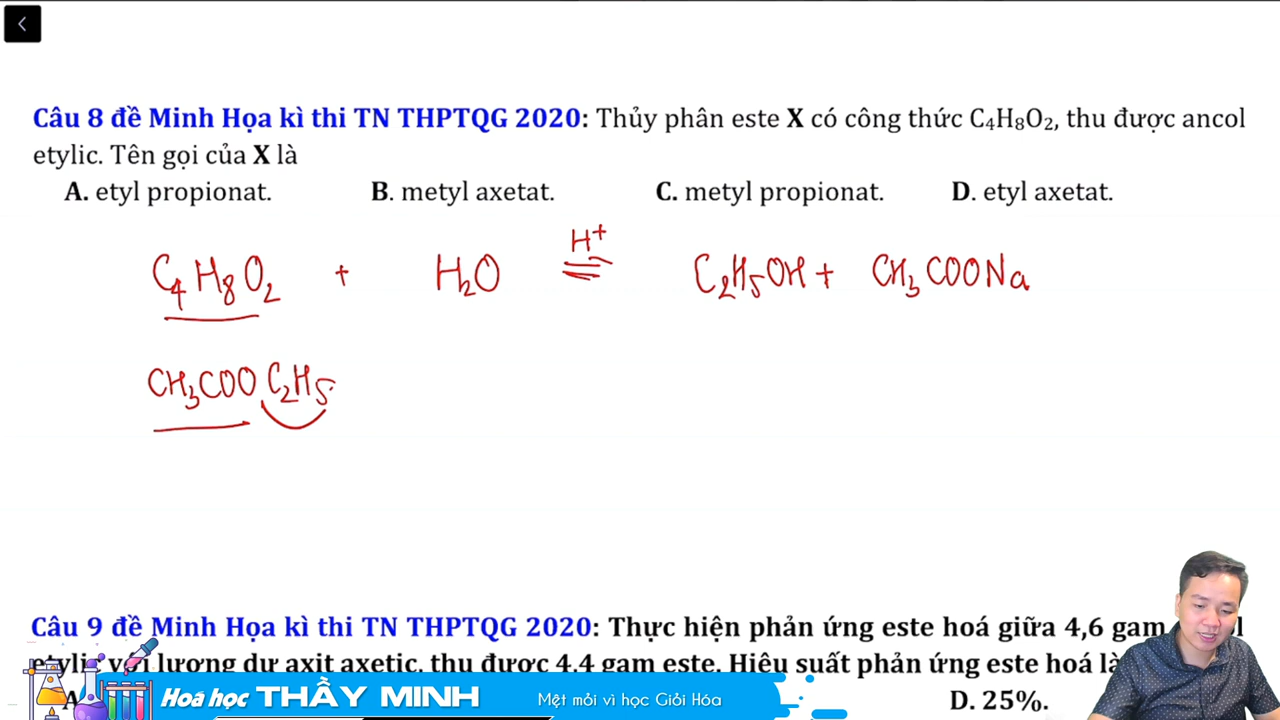 Câu 8 đề Minh Họa kì thi TN THPTQG 2020: Thủy phân este X có công thức C₄H₈O₂, thu được ancol
etylic. Tên gọi của X là
A. etyl propionat. B. metyl axetat. C. metyl propionat. D. etyl axetat.
C₄H₈O₂ + H₂O ⇌ H⁺ C₂H₅OH + CH₃COONa
CH₃COOC₂H₅
Câu 9 đề Minh Họa kì thi TN THPTQG 2020: Thực hiện phản ứng este hoá giữa 4,6 gam
lượng dư axit axetic, thu được 4,4 gam este. Hiệu suất phản ứng este hoá là
D. 25%.
Hoá học THẦY MINH Mệt mỏi vì học Giỏi Hóa